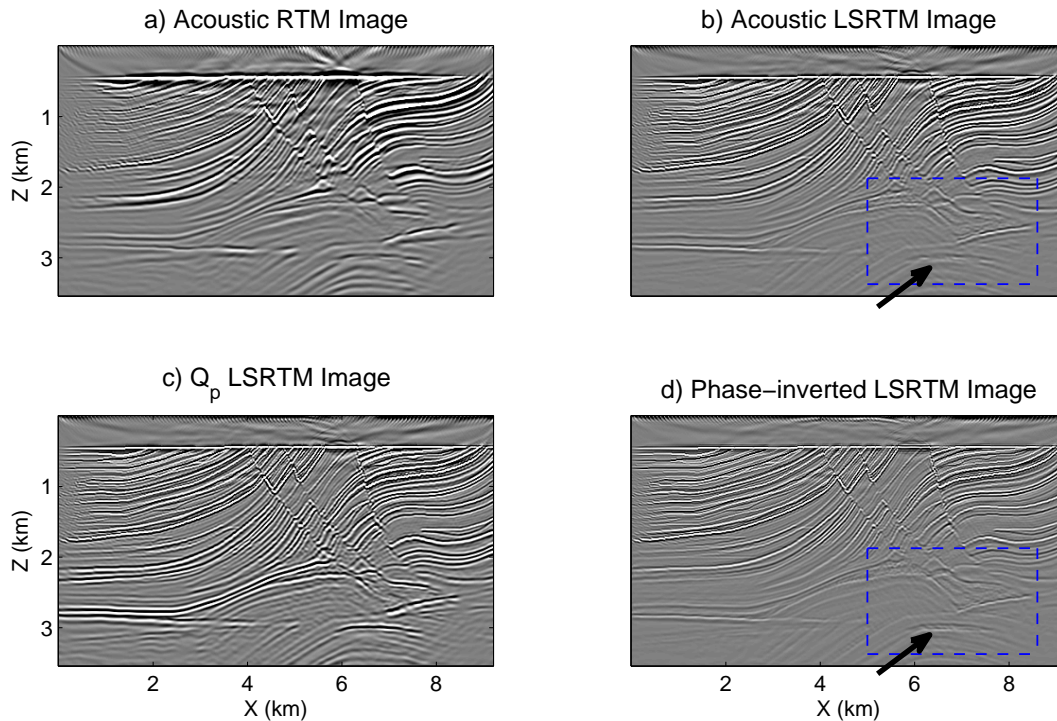 a) Acoustic RTM Image
b) Acoustic LSRTM Image
Z (km)
1
2
3
c) Qp LSRTM Image
d) Phase−inverted LSRTM Image
Z (km)
1
2
3
2 4 6 8
X (km)
2 4 6 8
X (km)